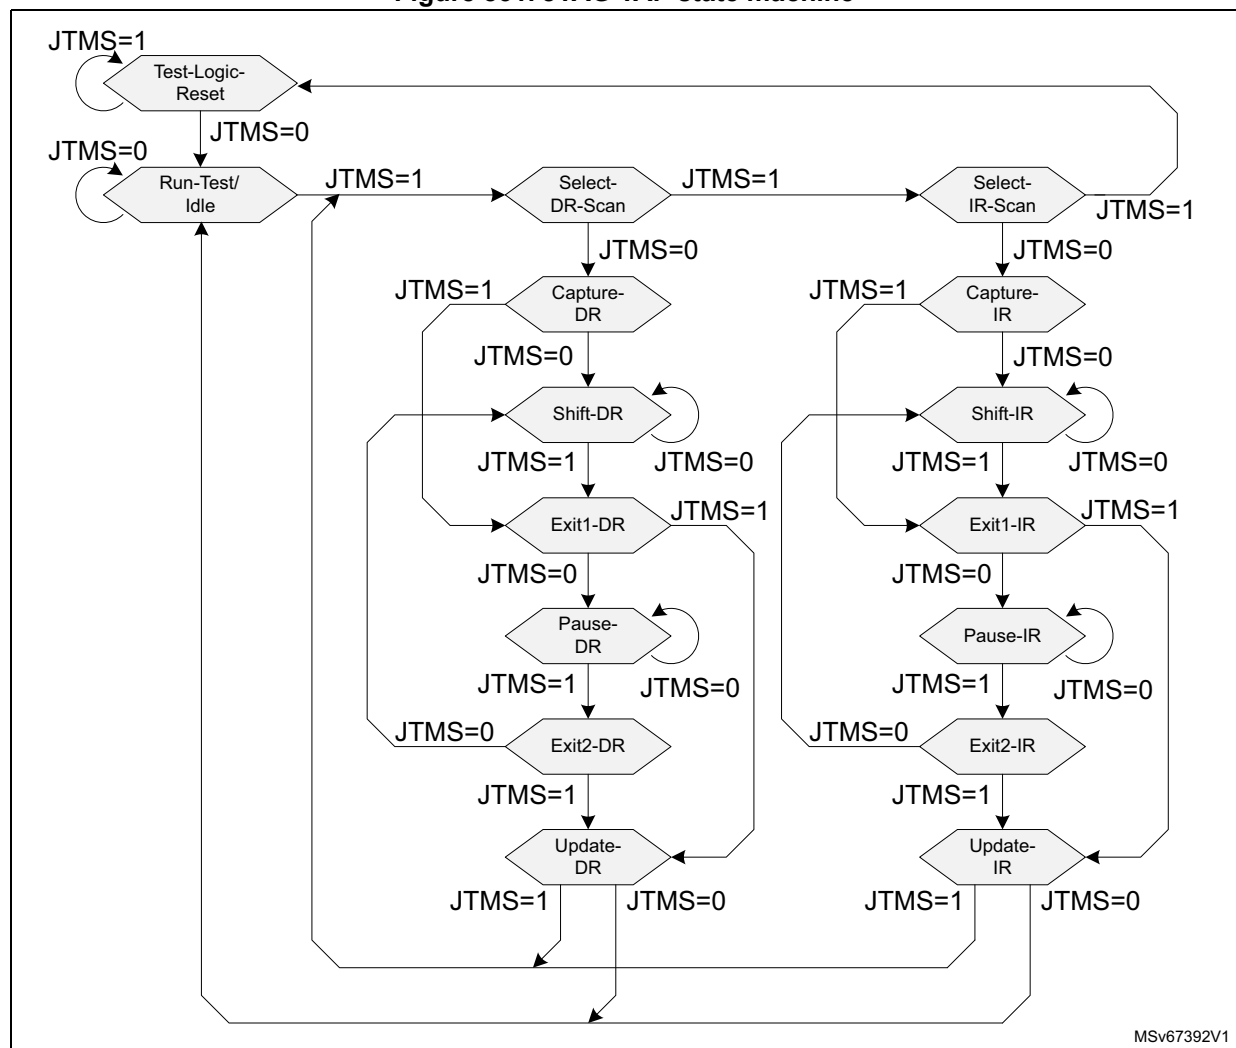 JTMS=1
Test-Logic-
Reset
JTMS=0
JTMS=0
Run-Test/
Idle
JTMS=1
Select-
DR-Scan
JTMS=1
Select-
IR-Scan
JTMS=1
JTMS=0
JTMS=0
JTMS=1
Capture-
DR
JTMS=1
Capture-
IR
JTMS=0
JTMS=0
Shift-DR
Shift-IR
JTMS=1
JTMS=0
JTMS=1
JTMS=0
Exit1-DR
JTMS=1
Exit1-IR
JTMS=1
JTMS=0
JTMS=0
Pause-
DR
Pause-IR
JTMS=1
JTMS=0
JTMS=1
JTMS=0
JTMS=0
Exit2-DR
JTMS=0
Exit2-IR
JTMS=1
JTMS=1
Update-
DR
Update-
IR
JTMS=1
JTMS=0
JTMS=1
JTMS=0
MSv67392V1